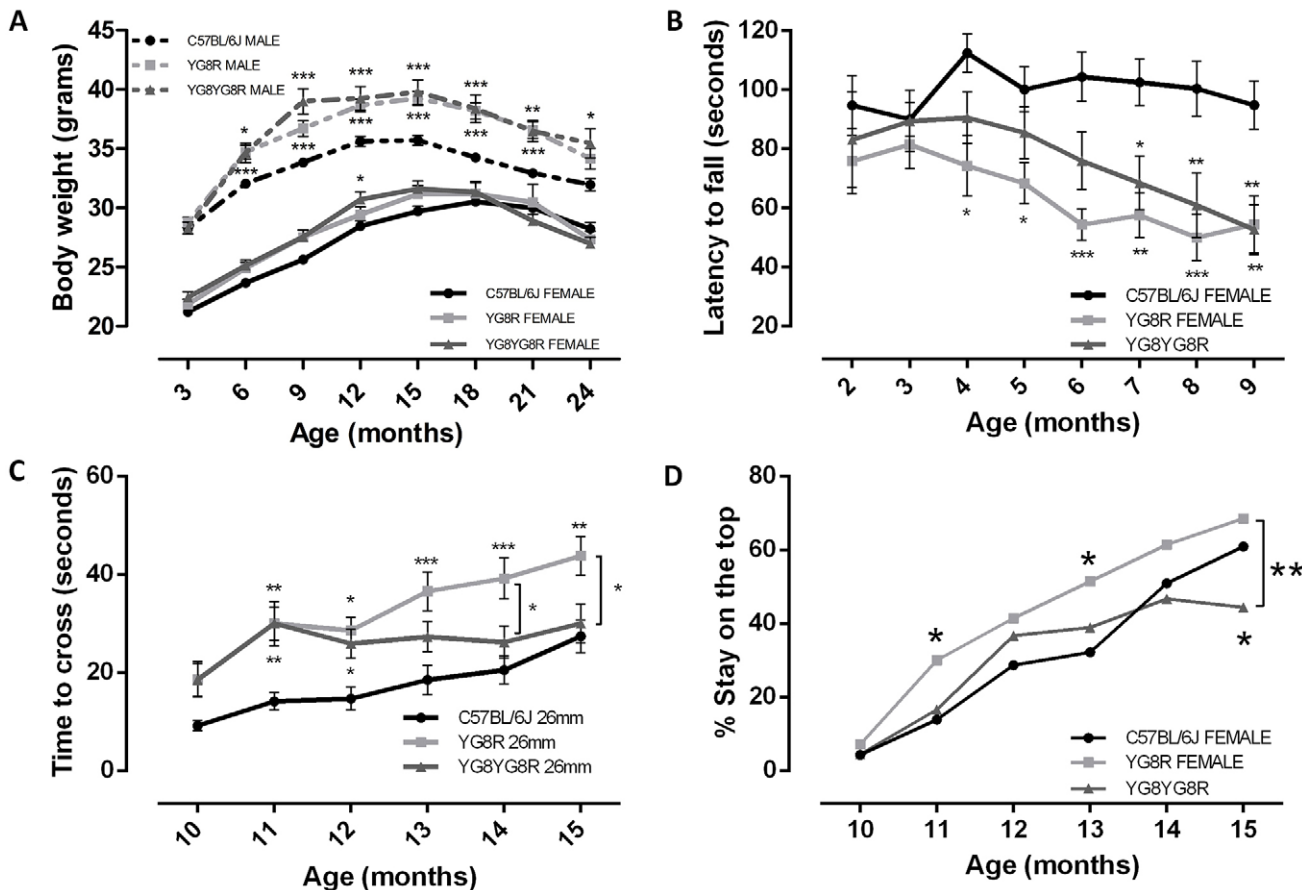 A
Body weight (grams)
45
40
35
30
25
20
C57BL/6J MALE
YG8R MALE
YG8YG8R MALE
*
***
***
***
***
***
***
***
***
***
**
***
*
*
C57BL/6J FEMALE
YG8R FEMALE
YG8YG8R FEMALE
3 6 9 12 15 18 21 24
Age (months)
B
Latency to fall (seconds)
120
100
80
60
40
20
*
*
***
*
**
**
***
**
**
C57BL/6J FEMALE
YG8R FEMALE
YG8YG8R
2 3 4 5 6 7 8 9
Age (months)
C
Time to cross (seconds)
60
40
20
0
**
**
*
*
***
***
**
*
*
C57BL/6J 26mm
YG8R 26mm
YG8YG8R 26mm
10 11 12 13 14 15
Age (months)
D
% Stay on the top
80
60
40
20
0
*
*
**
*
C57BL/6J FEMALE
YG8R FEMALE
YG8YG8R
10 11 12 13 14 15
Age (months)